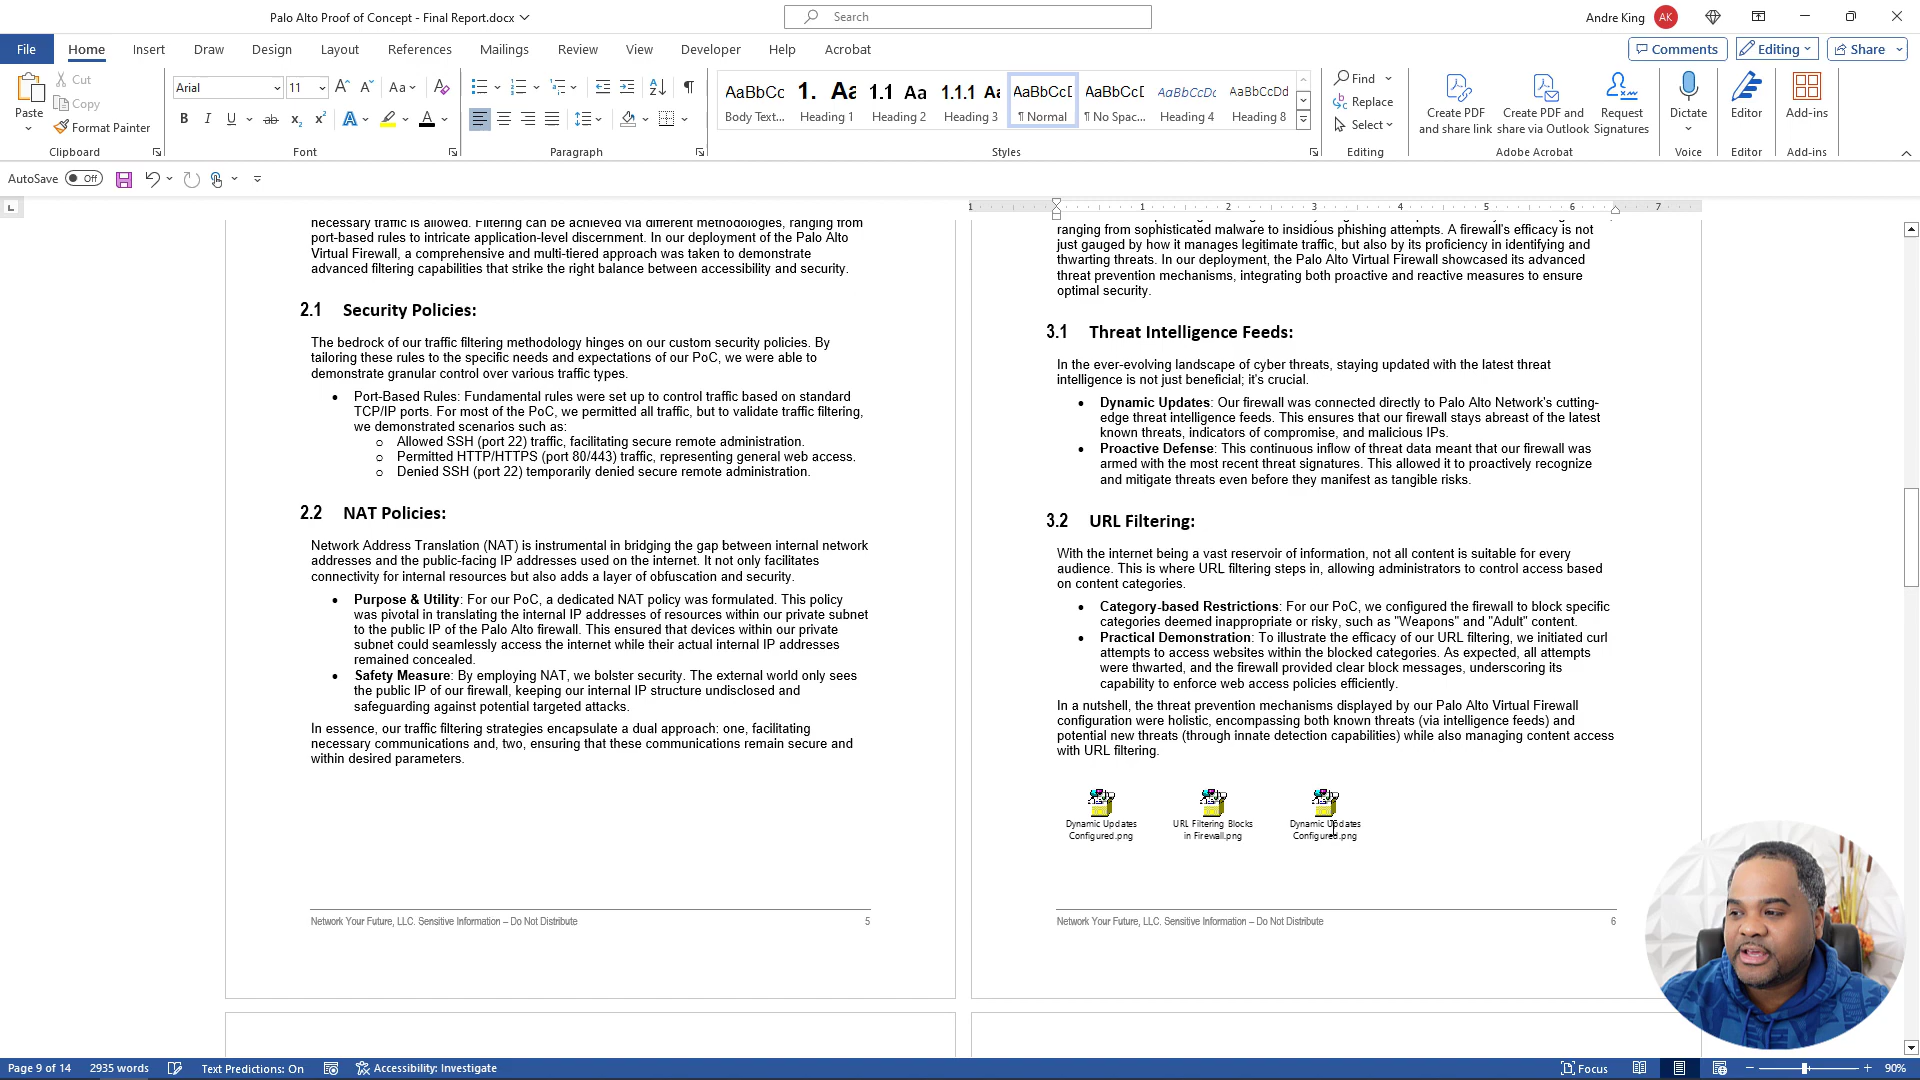 Palo Alto Proof of Concept - Final Report.docx
Search
Andre King
AK
File
Home
Insert
Draw
Design
Layout
References
Mailings
Review
View
Developer
Help
Acrobat
Comments
Editing
Share
Paste
Cut
Copy
Format Painter
Clipboard
Arial
11
Font
Paragraph
AaBbCc
Body Text...
1. Aa
Heading 1
1.1 Aa
Heading 2
1.1.1 Aa
Heading 3
AaBbCcD
¶ Normal
AaBbCcD
¶ No Spac...
AaBbCcDc
Heading 4
AaBbCcDd
Heading 8
Styles
Find
Replace
Select
Editing
Create PDF
and share link
Create PDF and
share via Outlook
Request
Signatures
Adobe Acrobat
Dictate
Voice
Editor
Editor
Add-ins
Add-ins
AutoSave
Off
necessary traffic is allowed. Filtering can be achieved via different methodologies, ranging from
port-based rules to intricate application-level discernment. In our deployment of the Palo Alto
Virtual Firewall, a comprehensive and multi-tiered approach was taken to demonstrate
advanced filtering capabilities that strike the right balance between accessibility and security.
2.1 Security Policies:
The bedrock of our traffic filtering methodology hinges on our custom security policies. By
tailoring these rules to the specific needs and expectations of our PoC, we were able to
demonstrate granular control over various traffic types.
• Port-Based Rules: Fundamental rules were set up to control traffic based on standard
TCP/IP ports. For most of the PoC, we permitted all traffic, but to validate traffic filtering,
we demonstrated scenarios such as:
o Allowed SSH (port 22) traffic, facilitating secure remote administration.
o Permitted HTTP/HTTPS (port 80/443) traffic, representing general web access.
o Denied SSH (port 22) temporarily denied secure remote administration.
2.2 NAT Policies:
Network Address Translation (NAT) is instrumental in bridging the gap between internal network
addresses and the public-facing IP addresses used on the internet. It not only facilitates
connectivity for internal resources but also adds a layer of obfuscation and security.
• Purpose & Utility: For our PoC, a dedicated NAT policy was formulated. This policy
was pivotal in translating the internal IP addresses of resources within our private subnet
to the public IP of the Palo Alto firewall. This ensured that devices within our private
subnet could seamlessly access the internet while their actual internal IP addresses
remained concealed.
• Safety Measure: By employing NAT, we bolster security. The external world only sees
the public IP of our firewall, keeping our internal IP structure undisclosed and
safeguarding against potential targeted attacks.
In essence, our traffic filtering strategies encapsulate a dual approach: one, facilitating
necessary communications and, two, ensuring that these communications remain secure and
within desired parameters.
Network Your Future, LLC. Sensitive Information – Do Not Distribute
5
ranging from sophisticated malware to insidious phishing attempts. A firewall's efficacy is not
just gauged by how it manages legitimate traffic, but also by its proficiency in identifying and
thwarting threats. In our deployment, the Palo Alto Virtual Firewall showcased its advanced
threat prevention mechanisms, integrating both proactive and reactive measures to ensure
optimal security.
3.1 Threat Intelligence Feeds:
In the ever-evolving landscape of cyber threats, staying updated with the latest threat
intelligence is not just beneficial; it's crucial.
• Dynamic Updates: Our firewall was connected directly to Palo Alto Network's cutting-
edge threat intelligence feeds. This ensures that our firewall stays abreast of the latest
known threats, indicators of compromise, and malicious IPs.
• Proactive Defense: This continuous inflow of threat data meant that our firewall was
armed with the most recent threat signatures. This allowed it to proactively recognize
and mitigate threats even before they manifest as tangible risks.
3.2 URL Filtering:
With the internet being a vast reservoir of information, not all content is suitable for every
audience. This is where URL filtering steps in, allowing administrators to control access based
on content categories.
• Category-based Restrictions: For our PoC, we configured the firewall to block specific
categories deemed inappropriate or risky, such as "Weapons" and "Adult" content.
• Practical Demonstration: To illustrate the efficacy of our URL filtering, we initiated curl
attempts to access websites within the blocked categories. As expected, all attempts
were thwarted, and the firewall provided clear block messages, underscoring its
capability to enforce web access policies efficiently.
In a nutshell, the threat prevention mechanisms displayed by our Palo Alto Virtual Firewall
configuration were holistic, encompassing both known threats (via intelligence feeds) and
potential new threats (through innate detection capabilities) while also managing content access
with URL filtering.
Dynamic Updates
Configured.png
URL Filtering Blocks
in Firewall.png
Dynamic Updates
Configured.png
Network Your Future, LLC. Sensitive Information – Do Not Distribute
6
Page 9 of 14
2935 words
Text Predictions: On
Accessibility: Investigate
Focus
90%